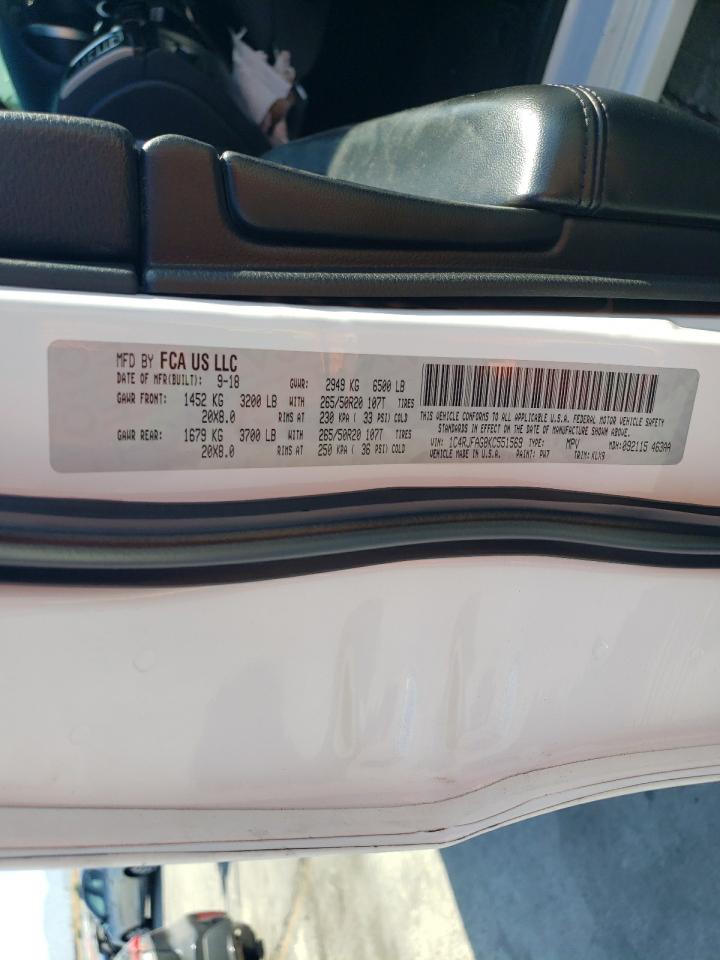 MFD BY FCA US LLC
DATE OF MFR(BUILT): 9-18 GVWR: 2949 KG 6500 LB
GAWR FRONT: 1452 KG 3200 LB WITH 265/50R20 107T TIRES
20X8.0 RIMS AT 230 KPA ( 33 PSI) COLD
GAWR REAR: 1679 KG 3700 LB WITH 265/50R20 107T TIRES
20X8.0 RIMS AT 250 KPA ( 36 PSI) COLD
THIS VEHICLE CONFORMS TO ALL APPLICABLE U.S.A. FEDERAL MOTOR VEHICLE SAFETY
STANDARDS IN EFFECT ON THE DATE OF MANUFACTURE SHOWN ABOVE.
VIN: 1C4RJFAG0KC551569 TYPE: MPV MDH:092115 463AA
VEHICLE MADE IN U.S.A. PAINT: PW7 TRIM: KLX9